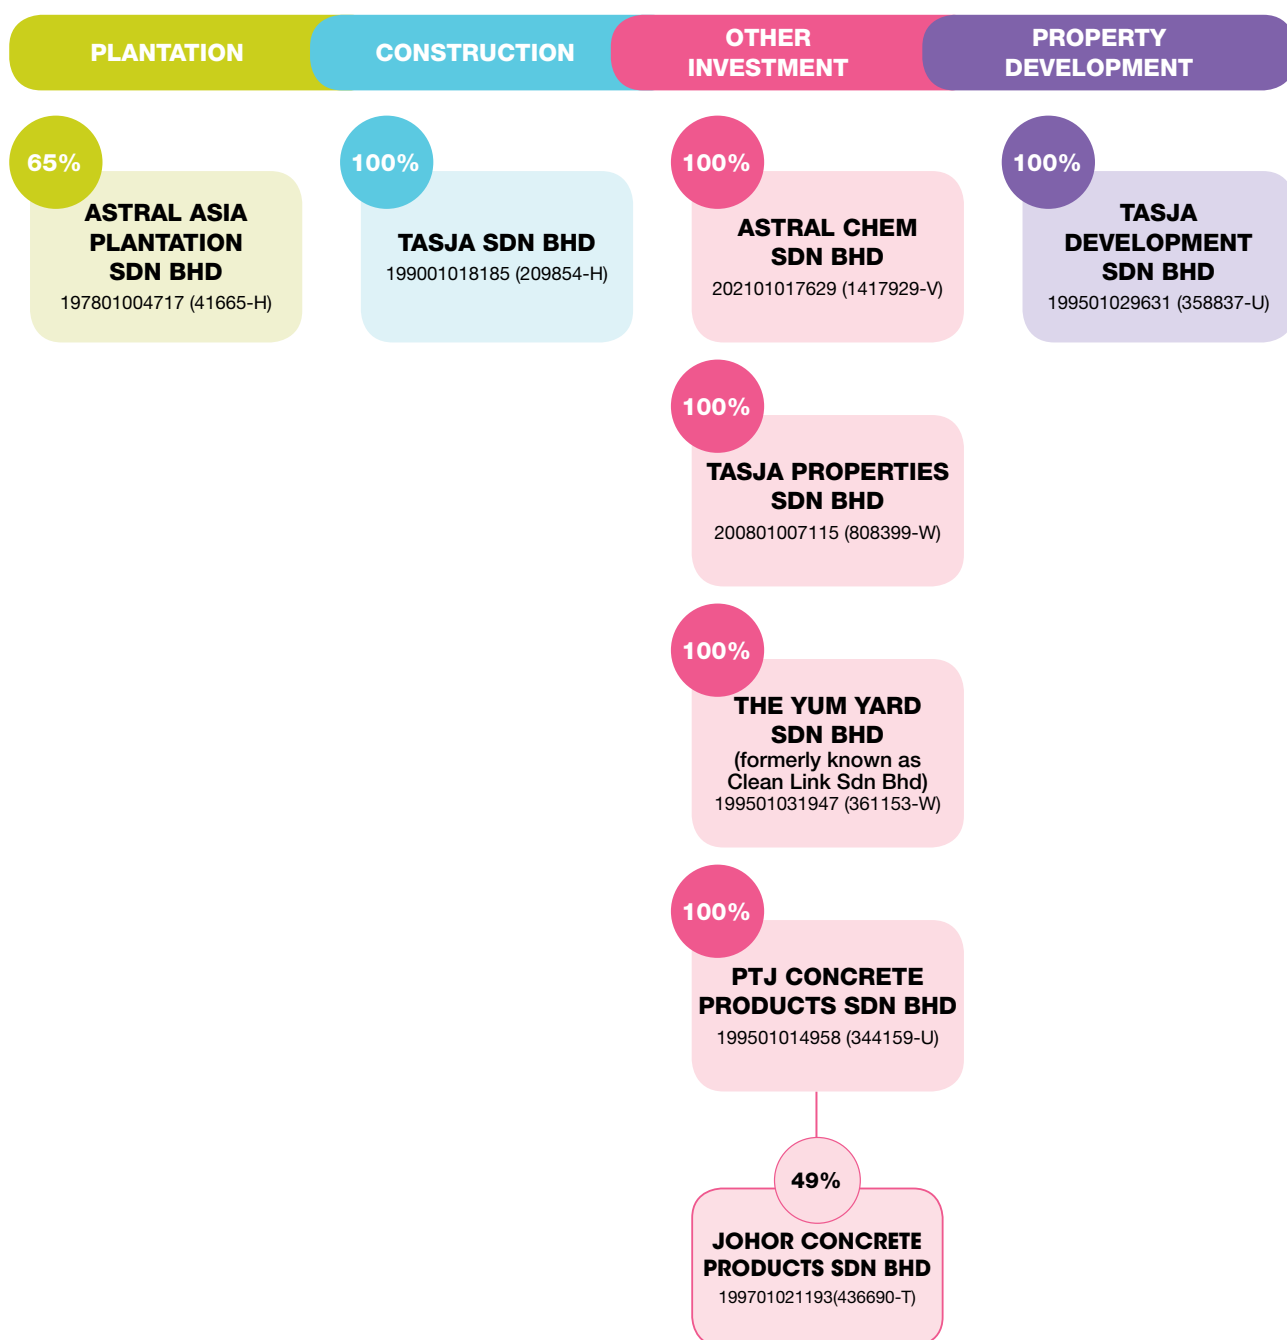 PLANTATION
CONSTRUCTION
OTHER
INVESTMENT
PROPERTY
DEVELOPMENT
65%
ASTRAL ASIA
PLANTATION
SDN BHD
197801004717 (41665-H)
100%
TASJA SDN BHD
199001018185 (209854-H)
100%
ASTRAL CHEM
SDN BHD
202101017629 (1417929-V)
100%
TASJA PROPERTIES
SDN BHD
200801007115 (808399-W)
100%
THE YUM YARD
SDN BHD
(formerly known as
Clean Link Sdn Bhd)
199501031947 (361153-W)
100%
PTJ CONCRETE
PRODUCTS SDN BHD
199501014958 (344159-U)
49%
JOHOR CONCRETE
PRODUCTS SDN BHD
199701021193(436690-T)
100%
TASJA
DEVELOPMENT
SDN BHD
199501029631 (358837-U)